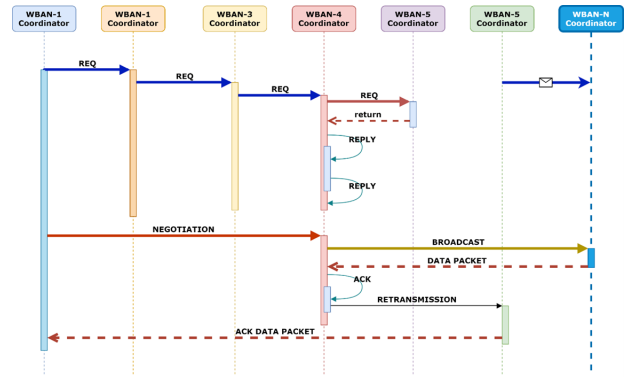 WBAN-1
Coordinator
WBAN-1
Coordinator
WBAN-3
Coordinator
WBAN-4
Coordinator
WBAN-5
Coordinator
WBAN-5
Coordinator
WBAN-N
Coordinator
REQ
REQ
REQ
REQ
return
REPLY
REPLY
NEGOTIATION
BROADCAST
DATA PACKET
ACK
RETRANSMISSION
ACK DATA PACKET